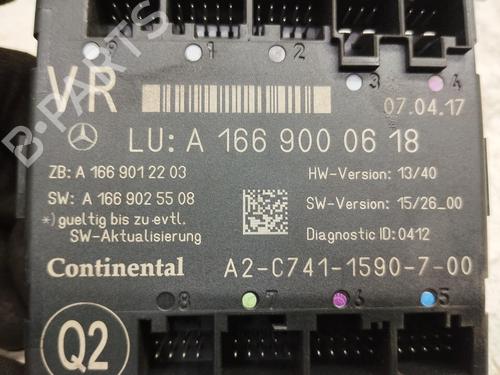 1
2
3
4
VR
07.04.17
LU: A 166 900 06 18
ZB: A 166 901 22 03
HW-Version: 13/40
SW: A 166 902 55 08
SW-Version: 15/26_00
*) gueltig bis zu evtl.
SW-Aktualisierung
Diagnostic ID: 0412
Continental
A2-C741-1590-7-00
8
7
6
5
Q2
B-PARTS